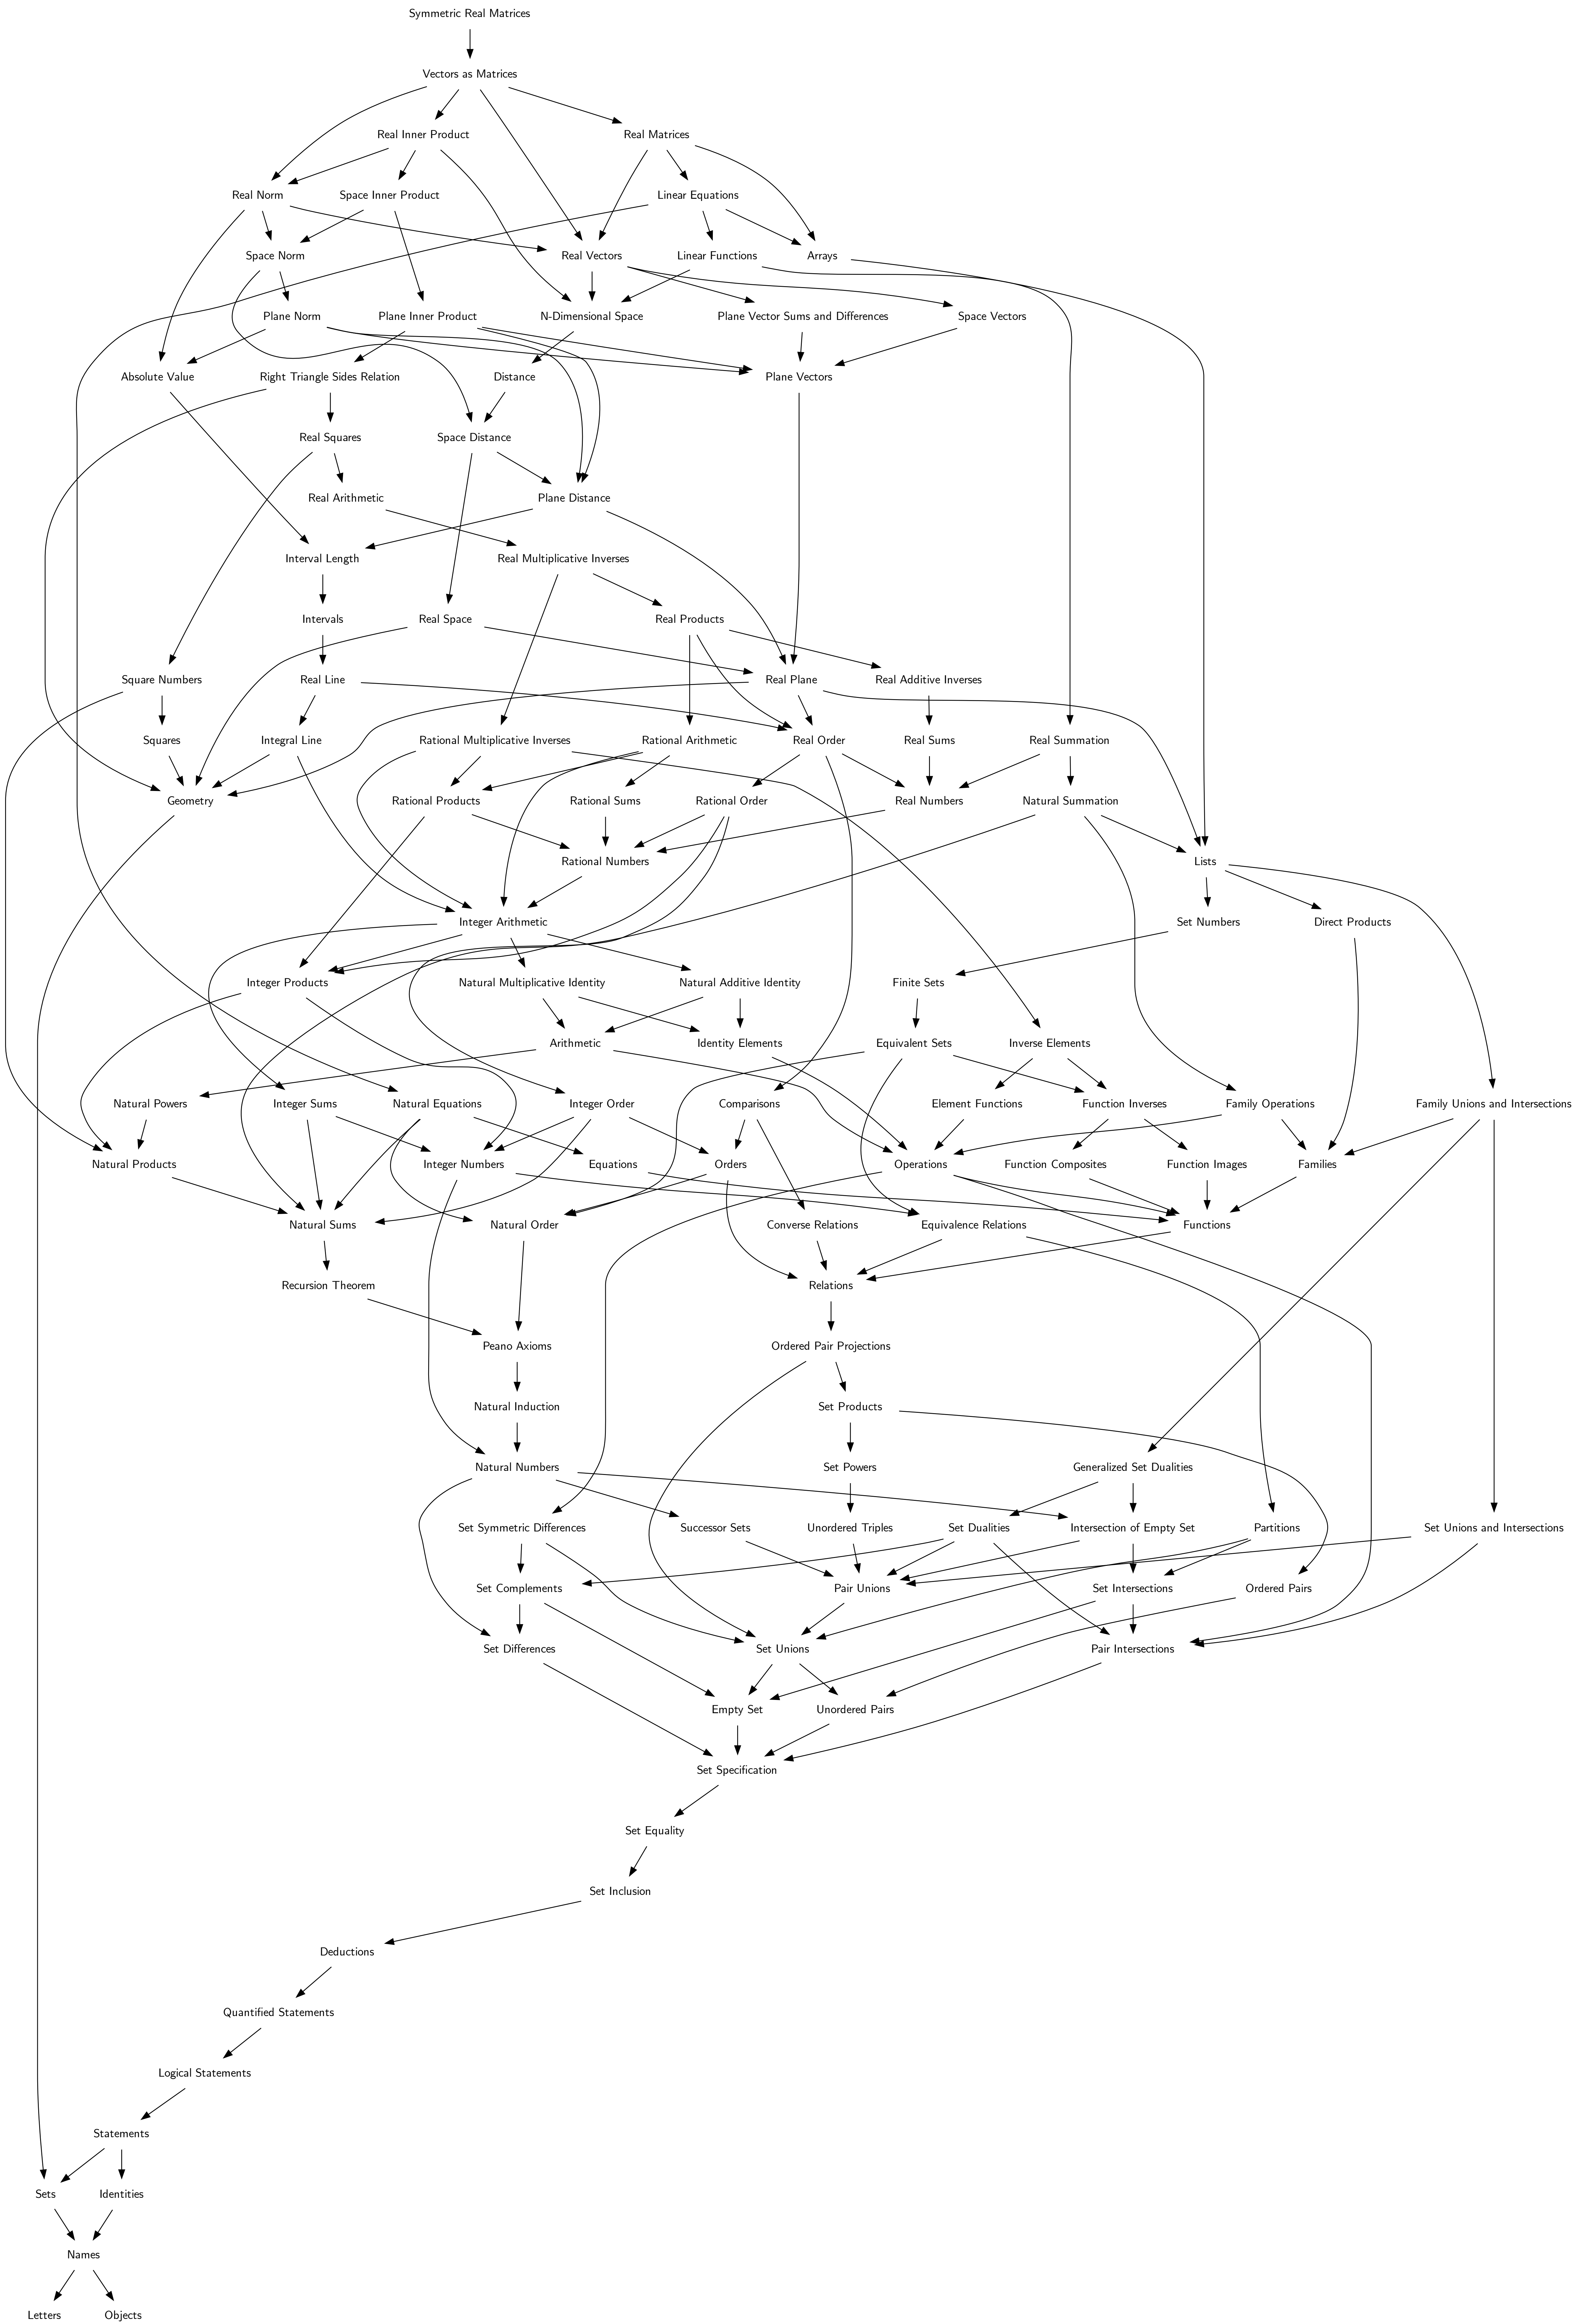 Symmetric Real Matrices
Vectors as Matrices
Real Inner Product
Real Matrices
Real Norm
Space Inner Product
Linear Equations
Space Norm
Real Vectors
Linear Functions
Arrays
Plane Norm
Plane Inner Product
N-Dimensional Space
Plane Vector Sums and Differences
Space Vectors
Absolute Value
Right Triangle Sides Relation
Distance
Plane Vectors
Real Squares
Space Distance
Real Arithmetic
Plane Distance
Interval Length
Real Multiplicative Inverses
Intervals
Real Space
Real Products
Square Numbers
Real Line
Real Plane
Real Additive Inverses
Squares
Integral Line
Rational Multiplicative Inverses
Rational Arithmetic
Real Order
Real Sums
Real Summation
Geometry
Rational Products
Rational Sums
Rational Order
Real Numbers
Natural Summation
Rational Numbers
Lists
Integer Arithmetic
Set Numbers
Direct Products
Integer Products
Natural Multiplicative Identity
Natural Additive Identity
Finite Sets
Arithmetic
Identity Elements
Equivalent Sets
Inverse Elements
Natural Powers
Integer Sums
Natural Equations
Integer Order
Comparisons
Element Functions
Function Inverses
Family Operations
Family Unions and Intersections
Natural Products
Integer Numbers
Equations
Orders
Operations
Function Composites
Function Images
Families
Natural Sums
Natural Order
Converse Relations
Equivalence Relations
Functions
Recursion Theorem
Relations
Peano Axioms
Ordered Pair Projections
Natural Induction
Set Products
Natural Numbers
Set Powers
Generalized Set Dualities
Set Symmetric Differences
Successor Sets
Unordered Triples
Set Dualities
Intersection of Empty Set
Partitions
Set Unions and Intersections
Set Complements
Pair Unions
Set Intersections
Ordered Pairs
Set Differences
Set Unions
Pair Intersections
Empty Set
Unordered Pairs
Set Specification
Set Equality
Set Inclusion
Deductions
Quantified Statements
Logical Statements
Statements
Sets
Identities
Names
Letters
Objects